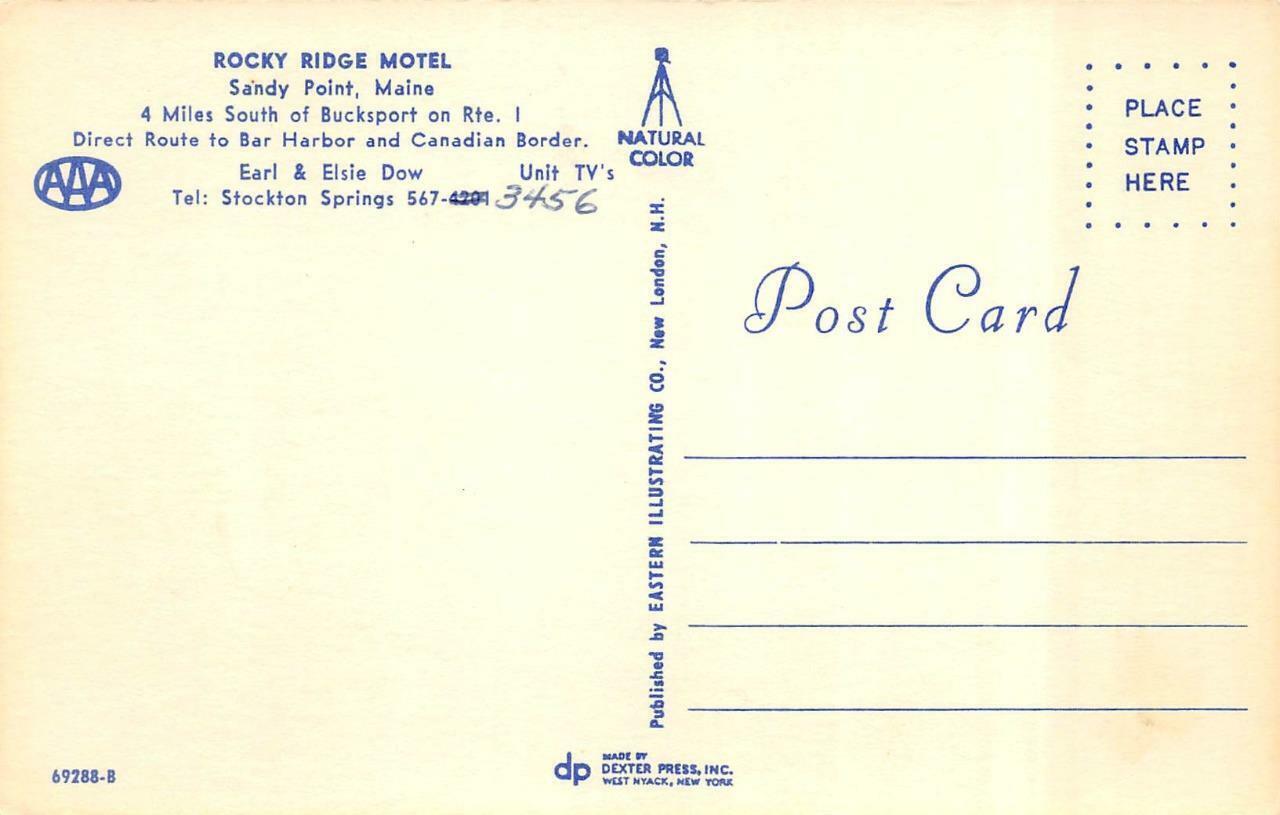 ROCKY RIDGE MOTEL
Sandy Point, Maine
4 Miles South of Bucksport on Rte. 1
Direct Route to Bar Harbor and Canadian Border.
AAA
Earl & Elsie Dow Unit TV's
Tel: Stockton Springs 567-4201 3456
69288-B
NATURAL
COLOR
Published by EASTERN ILLUSTRATING CO., New London, N.H.
dp
MADE BY
DEXTER PRESS, INC.
WEST NYACK, NEW YORK
PLACE
STAMP
HERE
Post Card